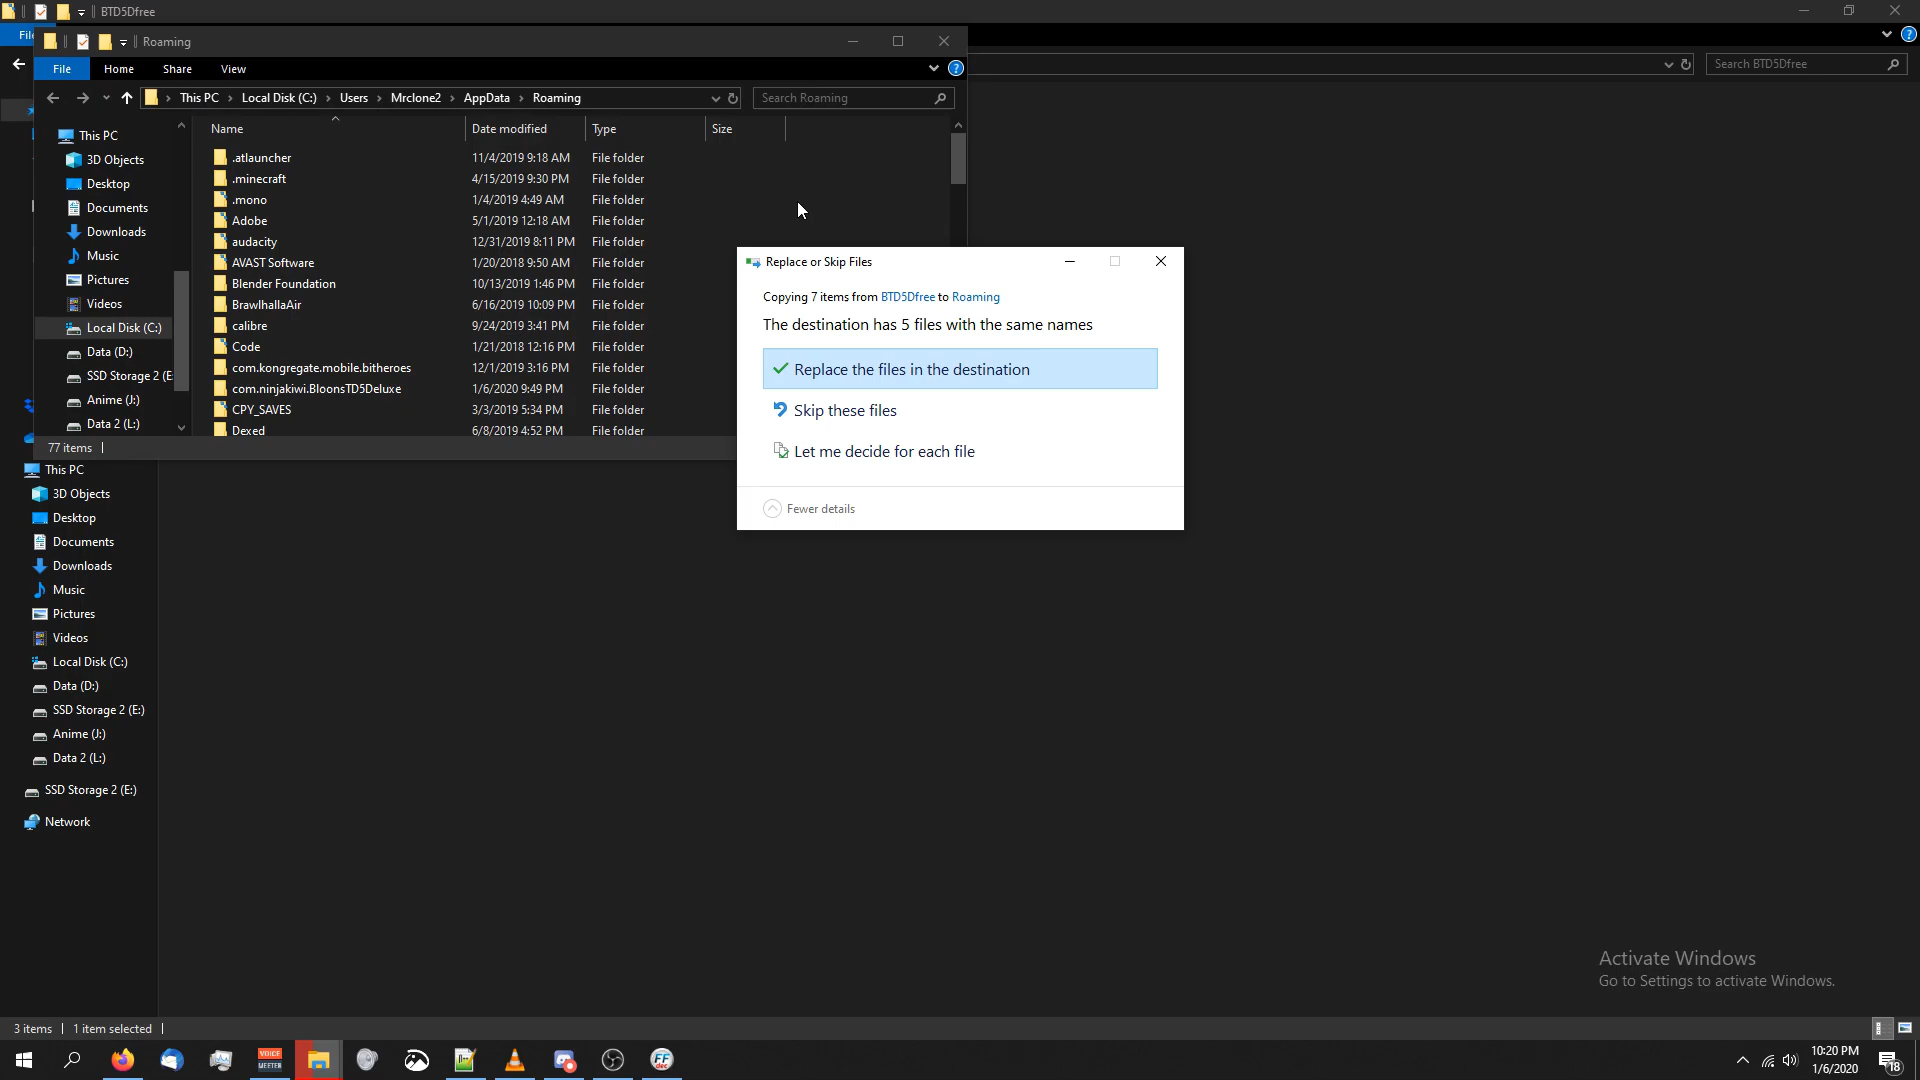 BTD5Dfree
File
Search BTD5Dfree
Roaming
File Home Share View
This PC › Local Disk (C:) › Users › Mrclone2 › AppData › Roaming
Search Roaming
Name Date modified Type Size
This PC
3D Objects
Desktop
Documents
Downloads
Music
Pictures
Videos
Local Disk (C:)
Data (D:)
SSD Storage 2 (E:
Anime (J:)
Data 2 (L:)
.atlauncher 11/4/2019 9:18 AM File folder
.minecraft 4/15/2019 9:30 PM File folder
.mono 1/4/2019 4:49 AM File folder
Adobe 5/1/2019 12:18 AM File folder
audacity 12/31/2019 8:11 PM File folder
AVAST Software 1/20/2018 9:50 AM File folder
Blender Foundation 10/13/2019 1:46 PM File folder
BrawlhallaAir 6/16/2019 10:09 PM File folder
calibre 9/24/2019 3:41 PM File folder
Code 1/21/2018 12:16 PM File folder
com.kongregate.mobile.bitheroes 12/1/2019 3:16 PM File folder
com.ninjakiwi.BloonsTD5Deluxe 1/6/2020 9:49 PM File folder
CPY_SAVES 3/3/2019 5:34 PM File folder
Dexed 6/8/2019 4:52 PM File folder
77 items
Replace or Skip Files
Copying 7 items from BTD5Dfree to Roaming
The destination has 5 files with the same names
Replace the files in the destination
Skip these files
Let me decide for each file
Fewer details
This PC
3D Objects
Desktop
Documents
Downloads
Music
Pictures
Videos
Local Disk (C:)
Data (D:)
SSD Storage 2 (E:)
Anime (J:)
Data 2 (L:)
SSD Storage 2 (E:)
Network
Activate Windows
Go to Settings to activate Windows.
3 items 1 item selected
VOICE
MEETER
FF
dec
10:20 PM
1/6/2020
18